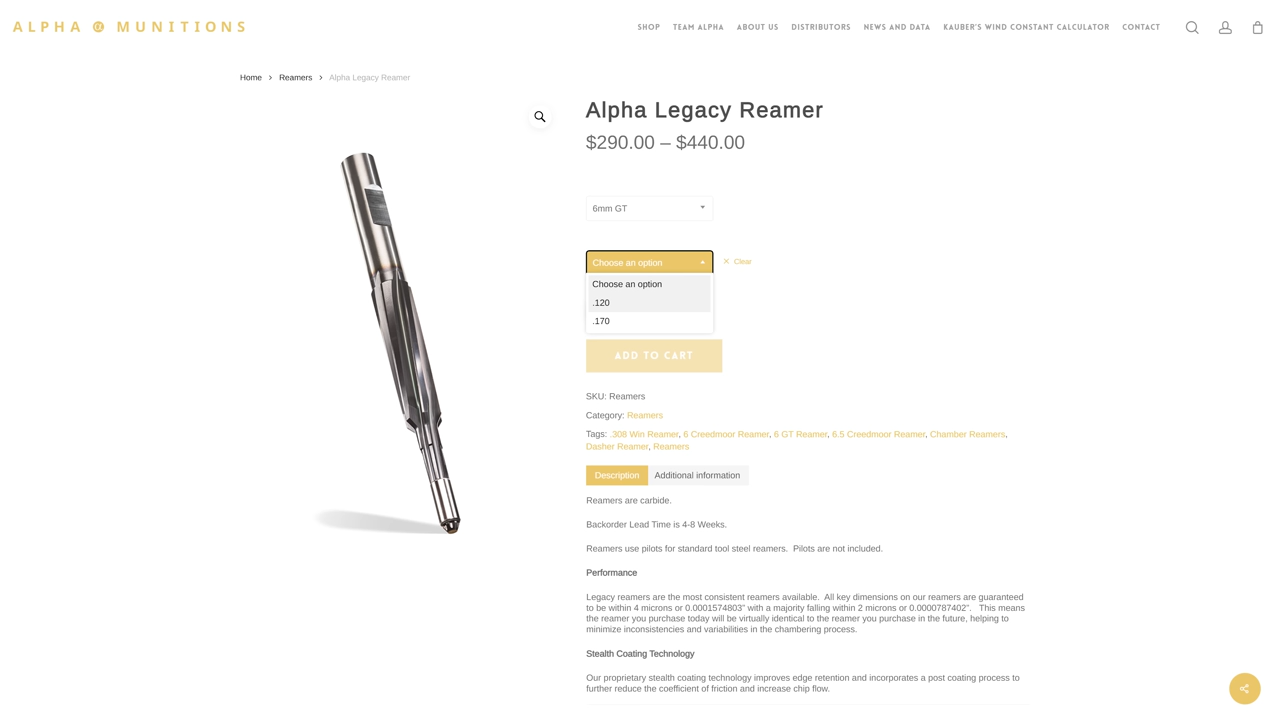 ALPHA MUNITIONS
SHOP TEAM ALPHA ABOUT US DISTRIBUTORS NEWS AND DATA KAUBER'S WIND CONSTANT CALCULATOR CONTACT
Home > Reamers > Alpha Legacy Reamer
Alpha Legacy Reamer
$290.00 – $440.00
6mm GT
Choose an option
× Clear
Choose an option
.120
.170
ADD TO CART
SKU: Reamers
Category: Reamers
Tags: .308 Win Reamer, 6 Creedmoor Reamer, 6 GT Reamer, 6.5 Creedmoor Reamer, Chamber Reamers,
Dasher Reamer, Reamers
Description Additional information
Reamers are carbide.
Backorder Lead Time is 4-8 Weeks.
Reamers use pilots for standard tool steel reamers.  Pilots are not included.
Performance
Legacy reamers are the most consistent reamers available.  All key dimensions on our reamers are guaranteed
to be within 4 microns or 0.0001574803" with a majority falling within 2 microns or 0.0000787402".   This means
the reamer you purchase today will be virtually identical to the reamer you purchase in the future, helping to
minimize inconsistencies and variabilities in the chambering process.
Stealth Coating Technology
Our proprietary stealth coating technology improves edge retention and incorporates a post coating process to
further reduce the coefficient of friction and increase chip flow.